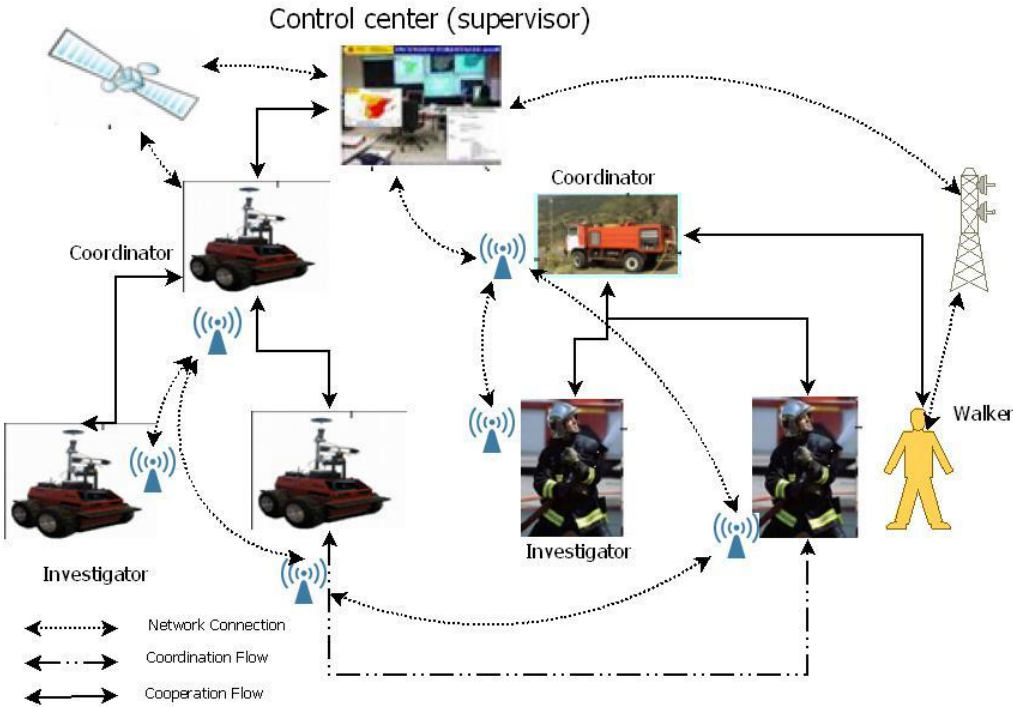 Control center (supervisor)
Coordinator
Coordinator
Walker
Investigator
Investigator
Network Connection
Coordination Flow
Cooperation Flow